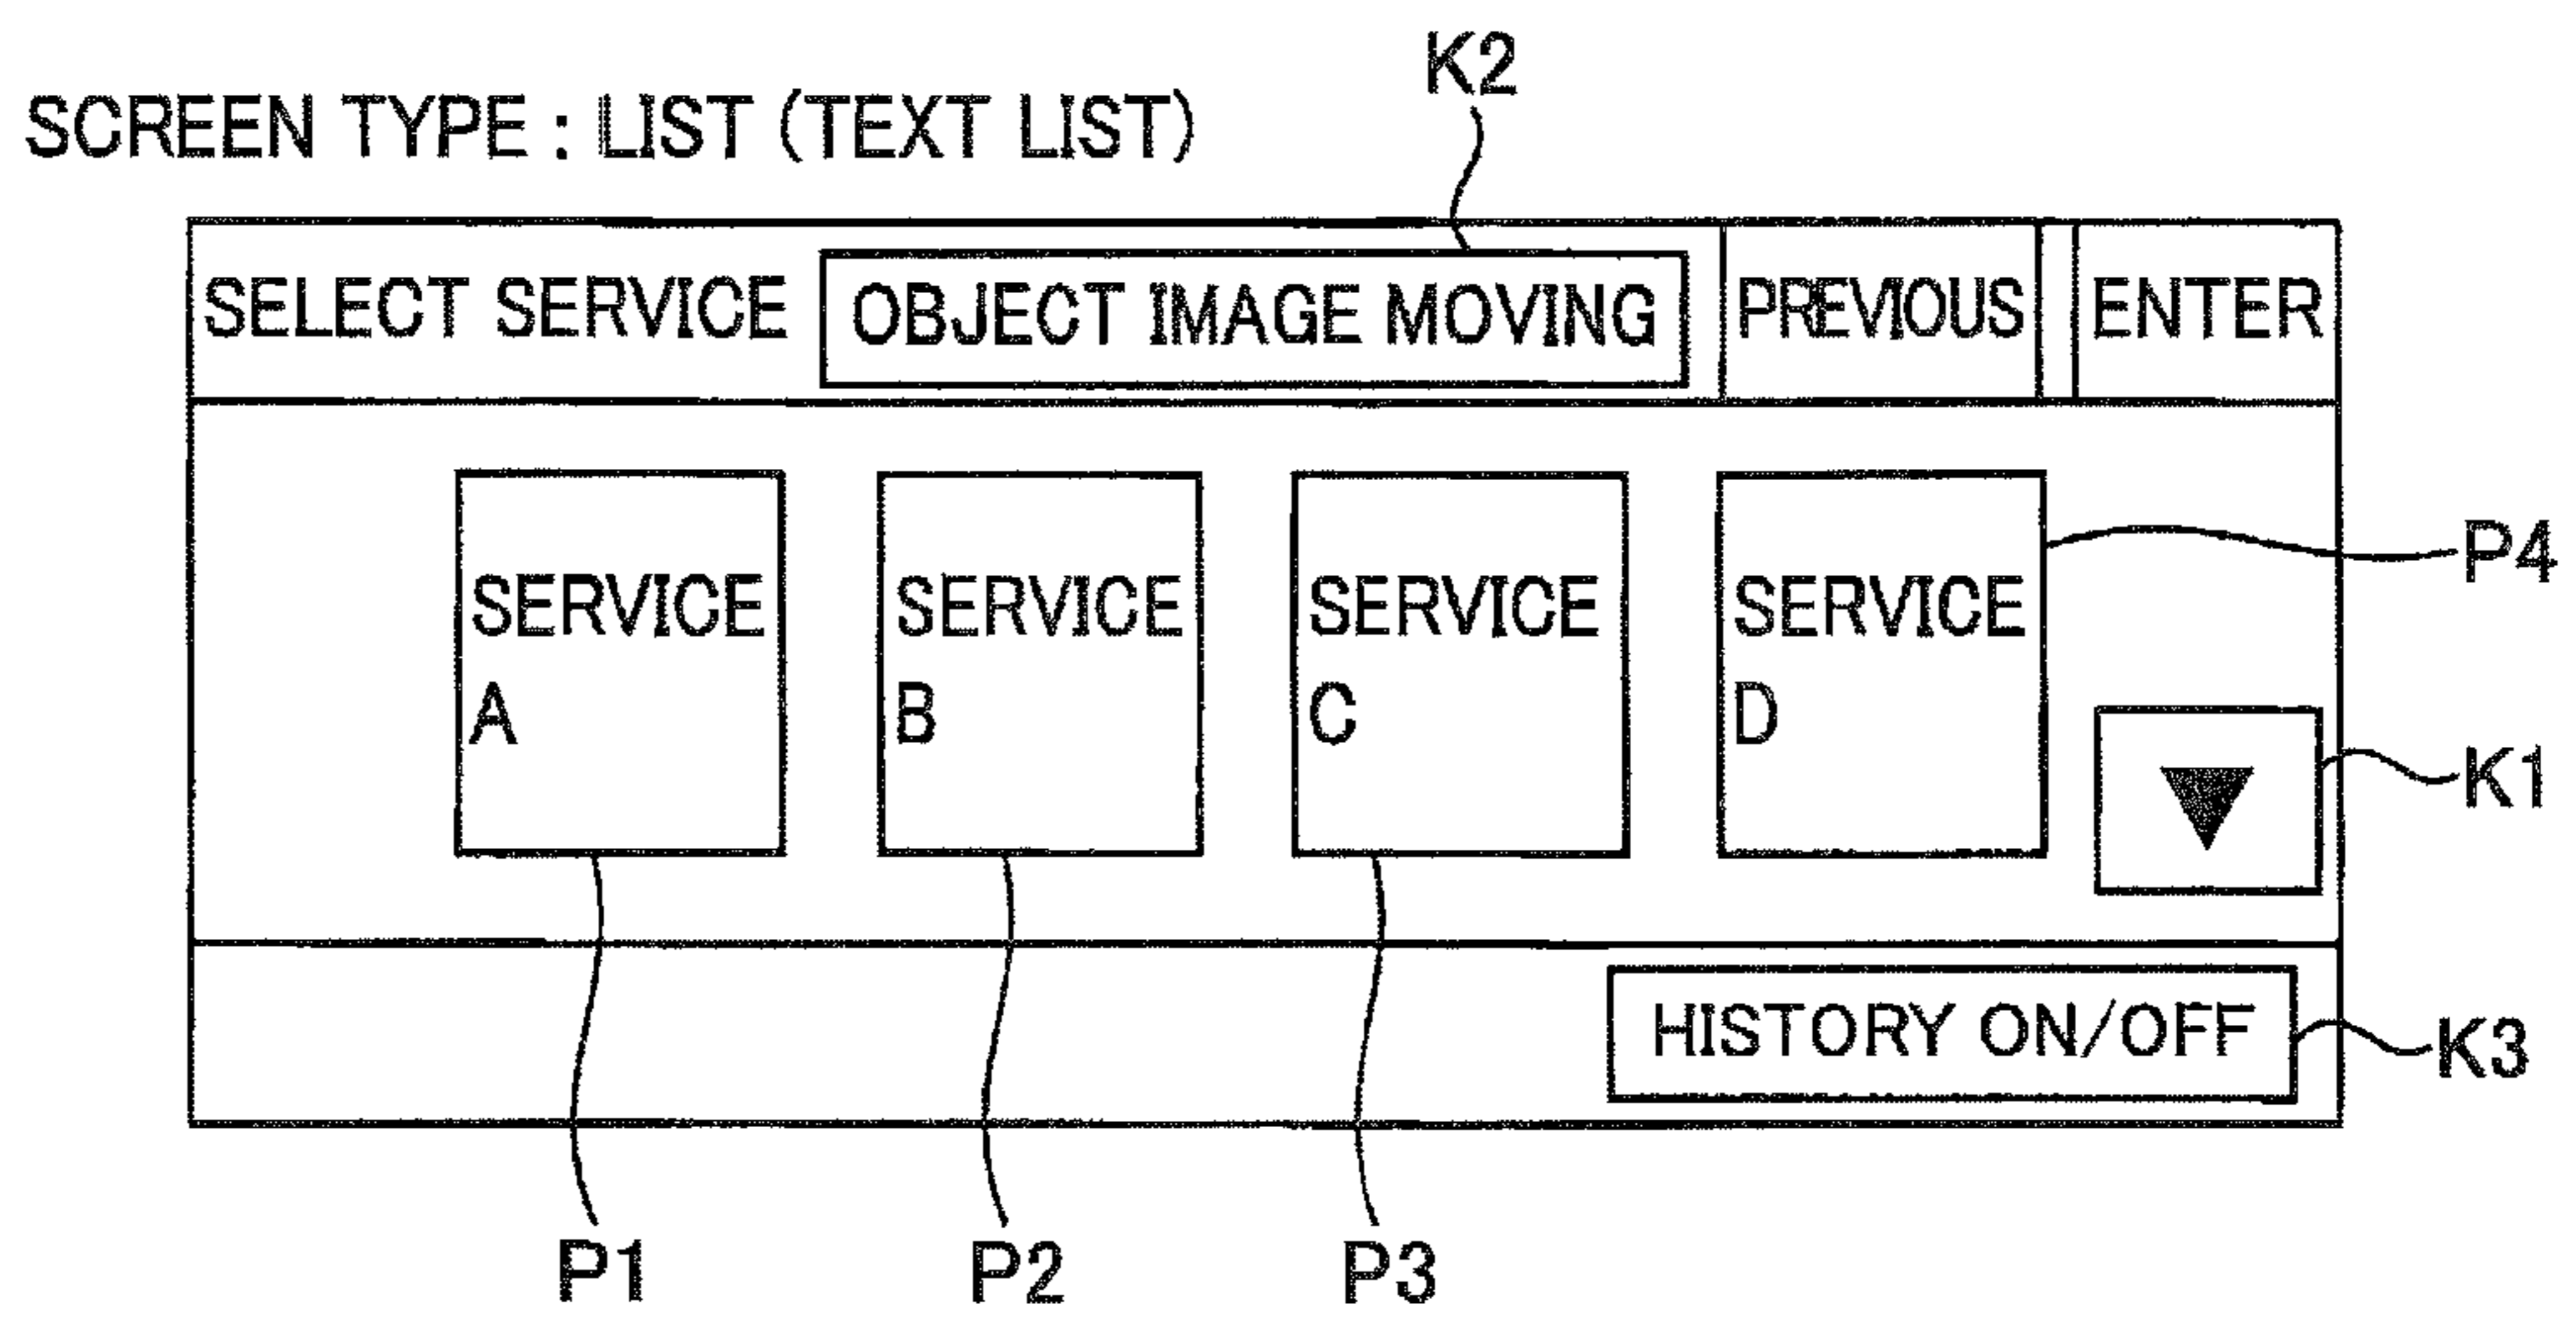 K2
SCREEN TYPE : LIST (TEXT LIST)
SELECT SERVICE
OBJECT IMAGE MOVING
PREVIOUS
ENTER
SERVICE
A
SERVICE
B
SERVICE
C
SERVICE
D
P4
K1
HISTORY ON/OFF
K3
P1
P2
P3